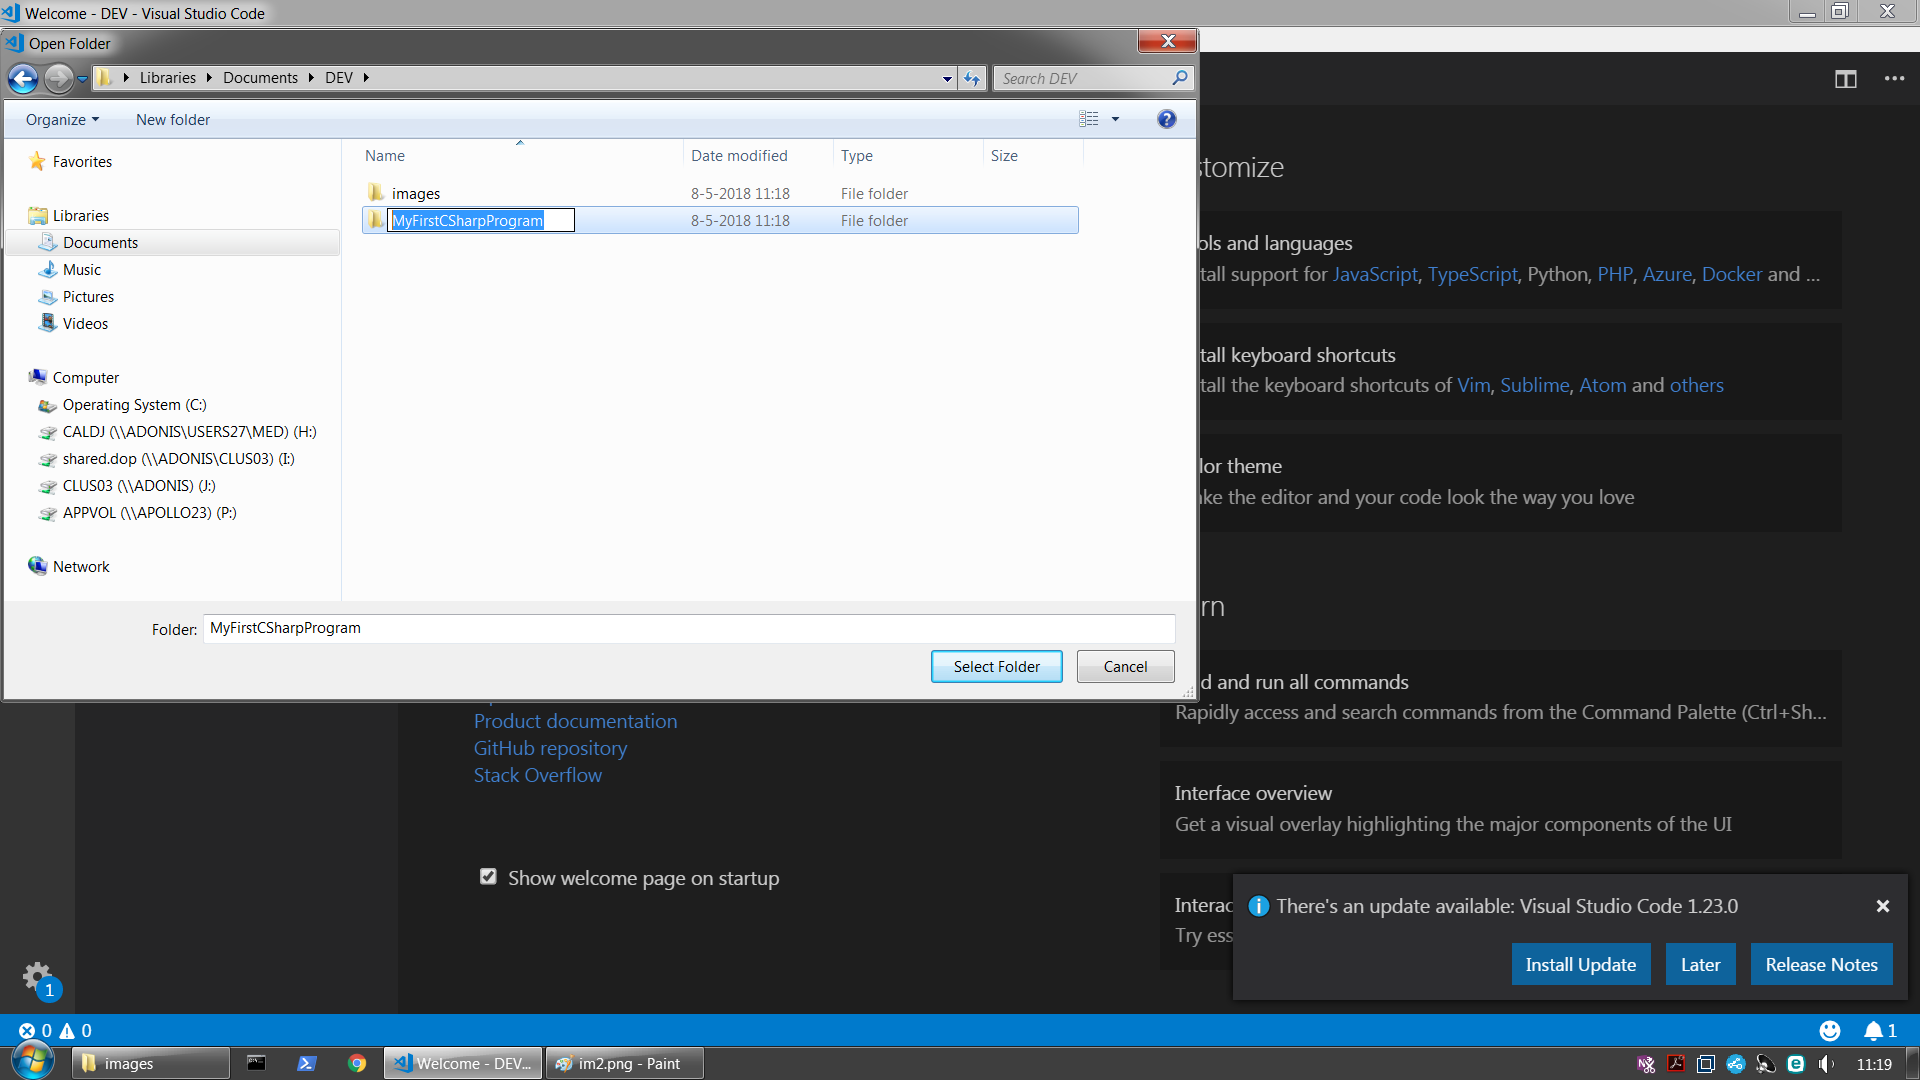 Welcome - DEV - Visual Studio Code
Open Folder
Libraries Documents DEV
Search DEV
Organize New folder
Favorites
Libraries
Documents
Music
Pictures
Videos
Computer
Operating System (C:)
CALDJ (\\ADONIS\USERS27\MED) (H:)
shared.dop (\\ADONIS\CLUS03) (I:)
CLUS03 (\\ADONIS) (J:)
APPVOL (\\APOLLO23) (P:)
Network
Name Date modified Type Size
images 8-5-2018 11:18 File folder
MyFirstCSharpProgram 8-5-2018 11:18 File folder
Folder: MyFirstCSharpProgram
Select Folder Cancel
Product documentation
GitHub repository
Stack Overflow
Show welcome page on startup
stomize
ols and languages
tall support for JavaScript, TypeScript, Python, PHP, Azure, Docker and ...
tall keyboard shortcuts
tall the keyboard shortcuts of Vim, Sublime, Atom and others
lor theme
ke the editor and your code look the way you love
rn
d and run all commands
Rapidly access and search commands from the Command Palette (Ctrl+Sh...
Interface overview
Get a visual overlay highlighting the major components of the UI
Interac
Try ess
There's an update available: Visual Studio Code 1.23.0
Install Update Later Release Notes
1
0 0
1
images
Welcome - DEV...
im2.png - Paint
11:19